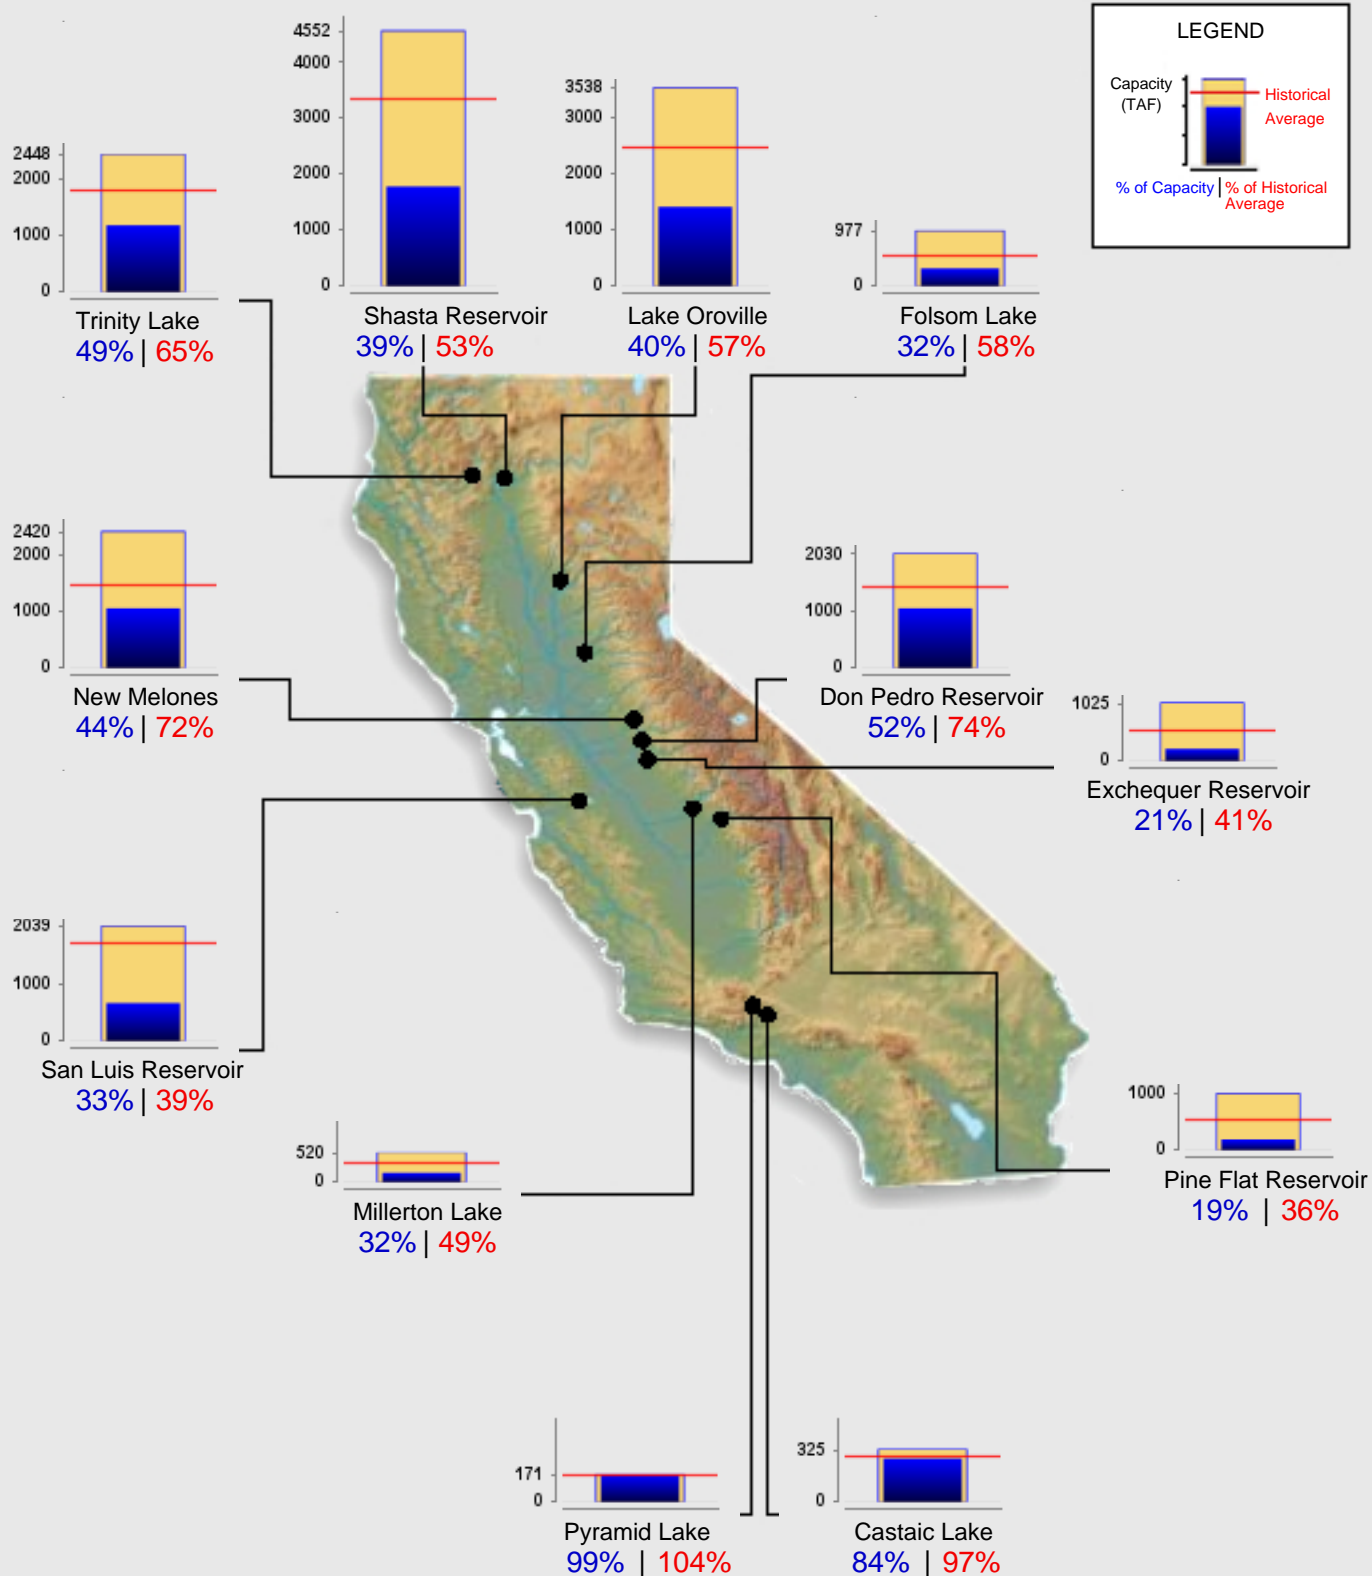 LEGEND
Capacity
(TAF)
Historical
Average
% of Capacity | % of Historical
Average
4552
4000
3000
2000
1000
0
Shasta Reservoir
39% | 53%
3538
3000
2000
1000
0
Lake Oroville
40% | 57%
2448
2000
1000
0
Trinity Lake
49% | 65%
977
0
Folsom Lake
32% | 58%
2420
2000
1000
0
New Melones
44% | 72%
2030
1000
0
Don Pedro Reservoir
52% | 74%
1025
0
Exchequer Reservoir
21% | 41%
2039
1000
0
San Luis Reservoir
33% | 39%
520
0
Millerton Lake
32% | 49%
1000
0
Pine Flat Reservoir
19% | 36%
171
0
Pyramid Lake
99% | 104%
325
0
Castaic Lake
84% | 97%